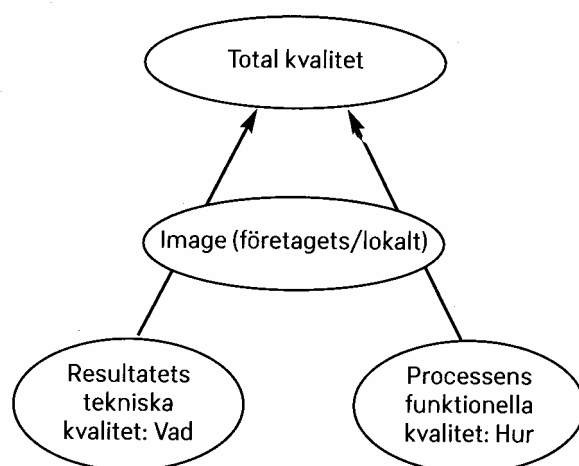 Total kvalitet
Image (företagets/lokalt)
Resultatets
tekniska
kvalitet: Vad
Processens
funktionella
kvalitet: Hur